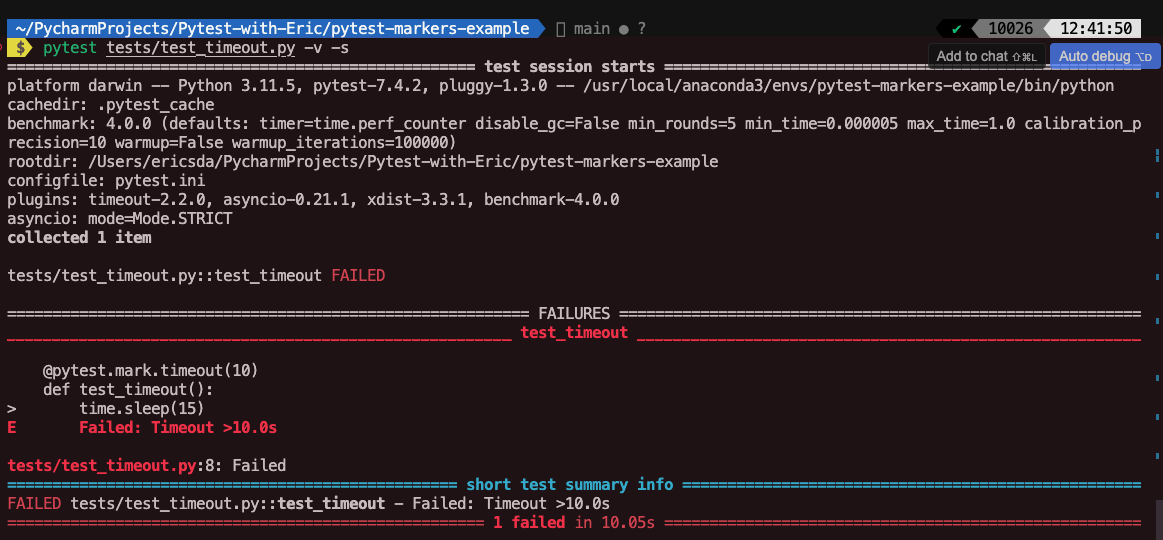 ~/PycharmProjects/Pytest-with-Eric/pytest-markers-example main ● ? ✔ 10026 12:41:50
$ pytest tests/test_timeout.py -v -s
Add to chat ⇧⌘L Auto debug ⌥D
==================================================== test session starts =====================================================
platform darwin -- Python 3.11.5, pytest-7.4.2, pluggy-1.3.0 -- /usr/local/anaconda3/envs/pytest-markers-example/bin/python
cachedir: .pytest_cache
benchmark: 4.0.0 (defaults: timer=time.perf_counter disable_gc=False min_rounds=5 min_time=0.000005 max_time=1.0 calibration_p
recision=10 warmup=False warmup_iterations=100000)
rootdir: /Users/ericsda/PycharmProjects/Pytest-with-Eric/pytest-markers-example
configfile: pytest.ini
plugins: timeout-2.2.0, asyncio-0.21.1, xdist-3.3.1, benchmark-4.0.0
asyncio: mode=Mode.STRICT
collected 1 item
tests/test_timeout.py::test_timeout FAILED
========================================================== FAILURES ==========================================================
________________________________________________________ test_timeout ________________________________________________________
@pytest.mark.timeout(10)
def test_timeout():
> time.sleep(15)
E Failed: Timeout >10.0s
tests/test_timeout.py:8: Failed
================================================== short test summary info ===================================================
FAILED tests/test_timeout.py::test_timeout - Failed: Timeout >10.0s
===================================================== 1 failed in 10.05s =====================================================